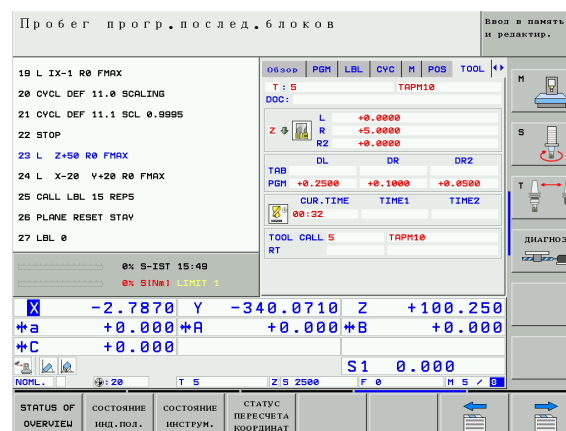 Пробег прогр.послед.блоков
Ввод в память
и редактир.
19 L IX-1 R0 FMAX
20 CYCL DEF 11.0 SCALING
21 CYCL DEF 11.1 SCL 0.9995
22 STOP
23 L Z+50 R0 FMAX
24 L X-20 Y+20 R0 FMAX
25 CALL LBL 15 REP5
26 PLANE RESET STAY
27 LBL 0
Обзор PGM LBL CYC M POS TOOL
T : 5 TAPM10
DOC:
L +0.0000
Z R +5.0000
R2 +0.0000
DL DR DR2
TAB
PGM +0.2500 +0.1000 +0.0500
CUR.TIME TIME1 TIME2
00:32
TOOL CALL 5 TAPM10
RT
M
S
T
ДИАГНОЗ
0% S-IST 15:49
0% S[Nm] LIMIT 1
X -2.7870 Y -340.0710 Z +100.250
a +0.000 A +0.000 B +0.000
C +0.000
S1 0.000
NOML. : 20 T 5 Z S 2500 F 0 M 5 / 8
STATUS OF
OVERVIEW
СОСТОЯНИЕ
ИНД.ПОЛ.
СОСТОЯНИЕ
ИНСТРУМ.
СТАТУС
ПЕРЕСЧЕТА
КООРДИНАТ